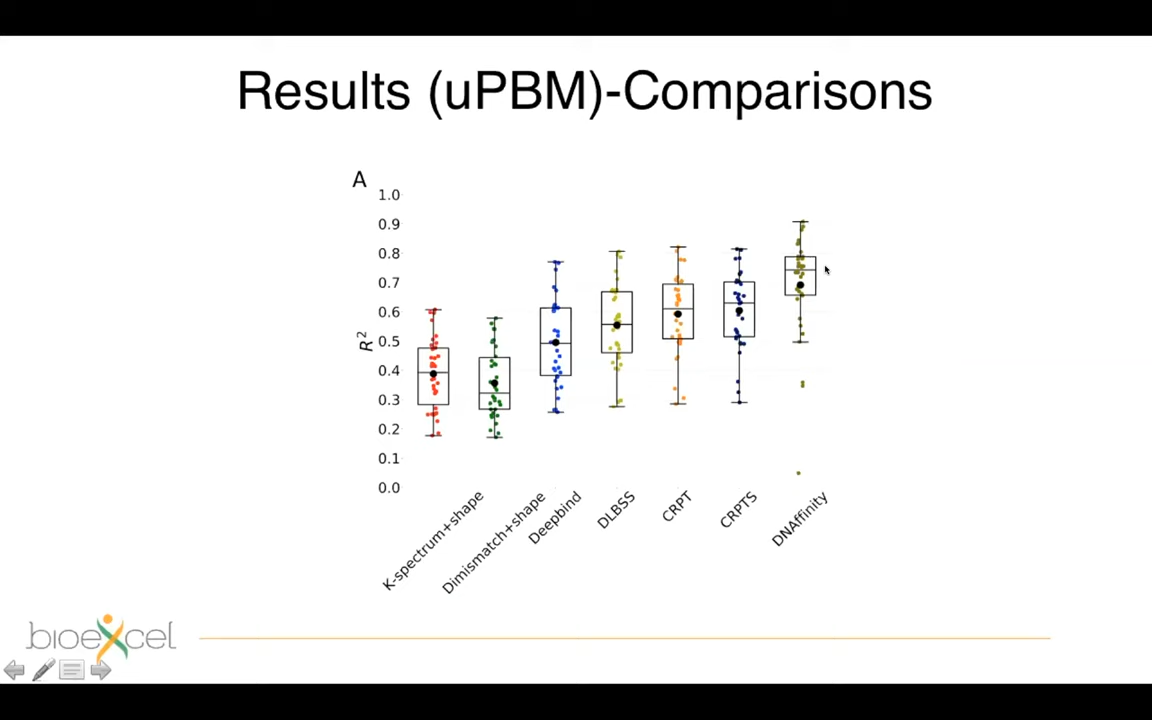 Results (uPBM)-Comparisons
A
1.0
0.9
0.8
0.7
0.6
0.5
0.4
0.3
0.2
0.1
0.0
R²
K-spectrum+shape
Dimismatch+shape
Deepbind
DLBSS
CRPT
CRPTS
DNAffinity
bioexcel